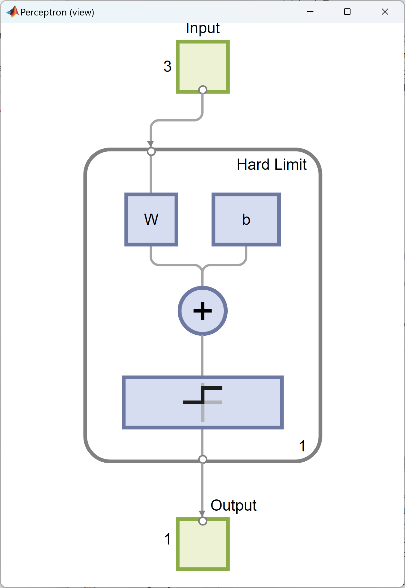 Perceptron (view)
Input
3
Hard Limit
W
b
+
1
Output
1